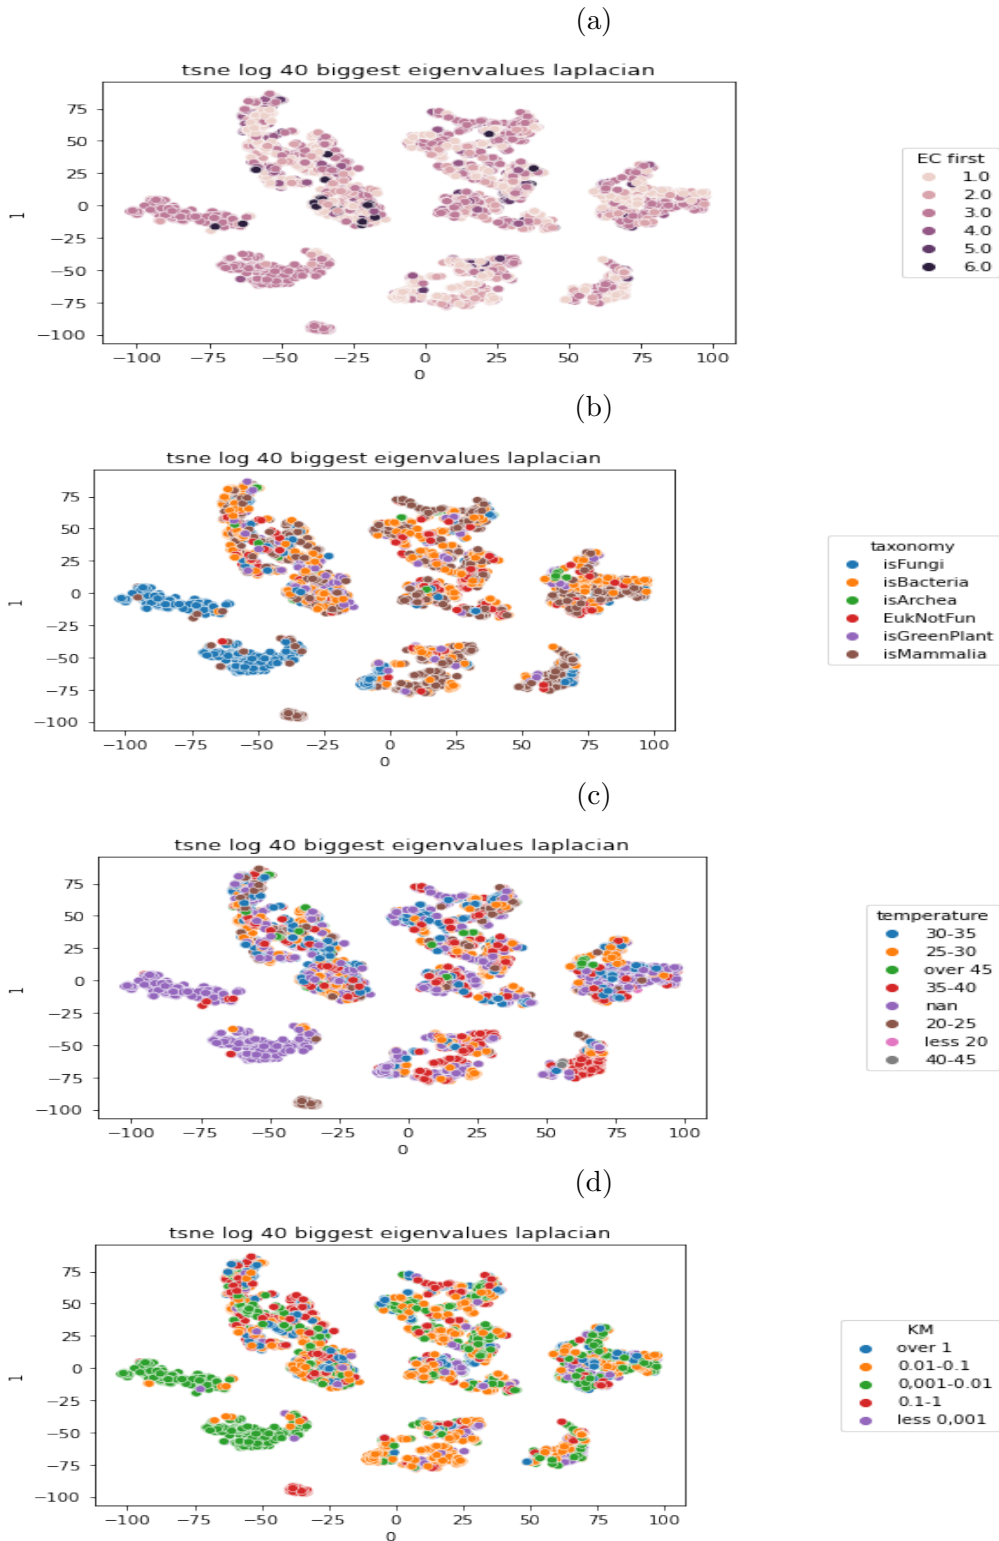 (a)
tsne log 40 biggest eigenvalues laplacian
75
50
25
0
−25
−50
−75
−100
1
−100 −75 −50 −25 0 25 50 75 100
0
EC first
1.0
2.0
3.0
4.0
5.0
6.0
(b)
tsne log 40 biggest eigenvalues laplacian
75
50
25
0
−25
−50
−75
−100
1
−100 −75 −50 −25 0 25 50 75 100
0
taxonomy
isFungi
isBacteria
isArchea
EukNotFun
isGreenPlant
isMammalia
(c)
tsne log 40 biggest eigenvalues laplacian
75
50
25
0
−25
−50
−75
−100
1
−100 −75 −50 −25 0 25 50 75 100
0
temperature
30-35
25-30
over 45
35-40
nan
20-25
less 20
40-45
(d)
tsne log 40 biggest eigenvalues laplacian
75
50
25
0
−25
−50
−75
−100
1
−100 −75 −50 −25 0 25 50 75 100
0
KM
over 1
0.01-0.1
0,001-0.01
0.1-1
less 0,001